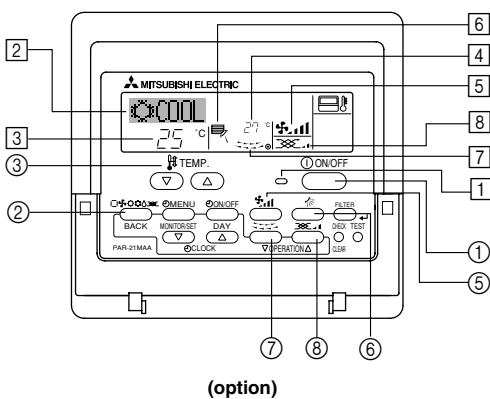 6
2
4
MITSUBISHI ELECTRIC
5
COOL
27 °C
3
25 °C
8
7
③ TEMP.
ON/OFF
1
②
MENU ON/OFF FILTER
BACK MONITOR/SET DAY CHECK TEST
PAR-21MAA
CLOCK ▽OPERATION△ CLEAR
①
⑤
⑦ ⑧ ⑥
(option)